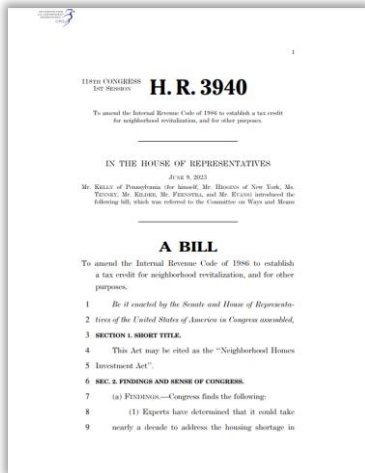 I
118TH CONGRESS
1ST SESSION
H. R. 3940
To amend the Internal Revenue Code of 1986 to establish a tax credit
for neighborhood revitalization, and for other purposes.
IN THE HOUSE OF REPRESENTATIVES
JUNE 9, 2023
Mr. KELLY of Pennsylvania (for himself, Mr. HIGGINS of New York, Ms.
TENNEY, Mr. KILDEE, Mr. FEENSTRA, and Mr. EVANS) introduced the
following bill, which was referred to the Committee on Ways and Means
A BILL
To amend the Internal Revenue Code of 1986 to establish
a tax credit for neighborhood revitalization, and for other
purposes.
1 Be it enacted by the Senate and House of Representa-
2 tives of the United States of America in Congress assembled,
3 SECTION 1. SHORT TITLE.
4 This Act may be cited as the “Neighborhood Homes
5 Investment Act”.
6 SEC. 2. FINDINGS AND SENSE OF CONGRESS.
7 (a) FINDINGS.—Congress finds the following:
8 (1) Experts have determined that it could take
9 nearly a decade to address the housing shortage in